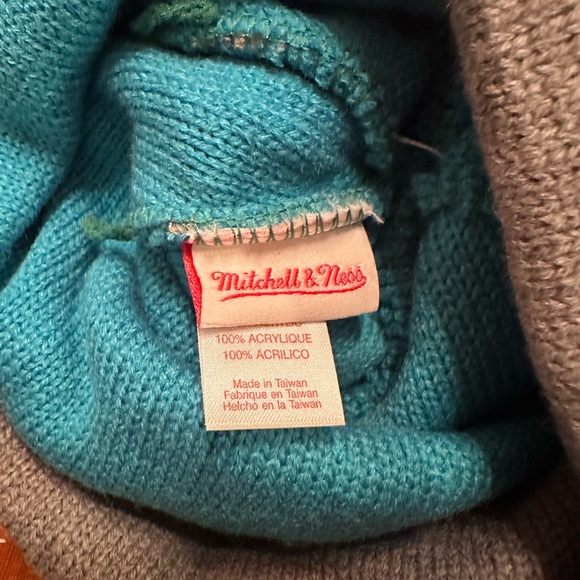 Mitchell & Ness
100% ACRYLIQUE
100% ACRILICO
Made in Taiwan
Fabrique en Taiwan
Helcho en la Taiwan